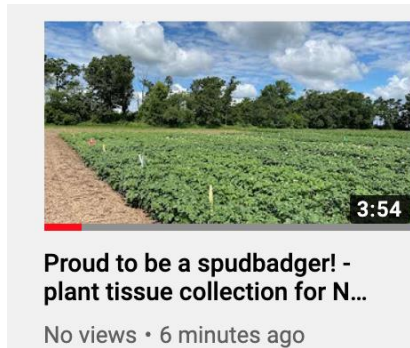 3:54
Proud to be a spudbadger! -
plant tissue collection for N...
No views • 6 minutes ago